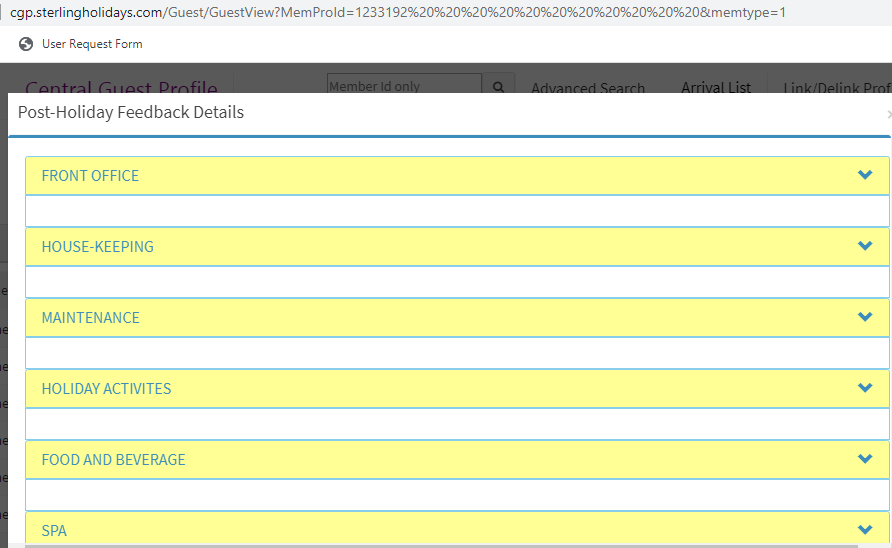 cgp.sterlingholidays.com/Guest/GuestView?MemProId=1233192%20%20%20%20%20%20%20%20%20%20%20&memtype=1
User Request Form
Central Guest Profile Member Id only Advanced Search Arrival List Link/Delink Prof
Post-Holiday Feedback Details
FRONT OFFICE
HOUSE-KEEPING
MAINTENANCE
HOLIDAY ACTIVITES
FOOD AND BEVERAGE
SPA